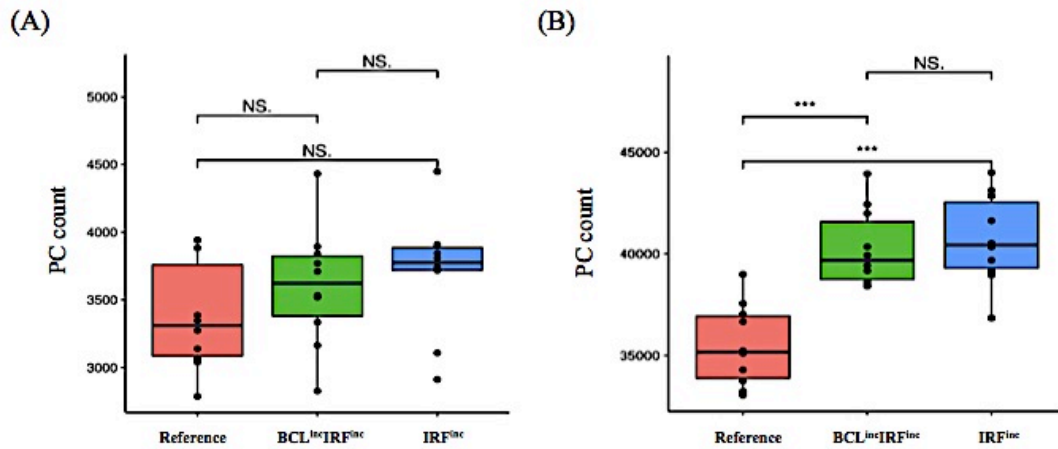 (A)
PC count
5000
4500
4000
3500
3000
NS.
NS.
NS.
Reference
BCLincIRFinc
IRFinc
(B)
PC count
45000
40000
35000
NS.
***
***
Reference
BCLincIRFinc
IRFinc